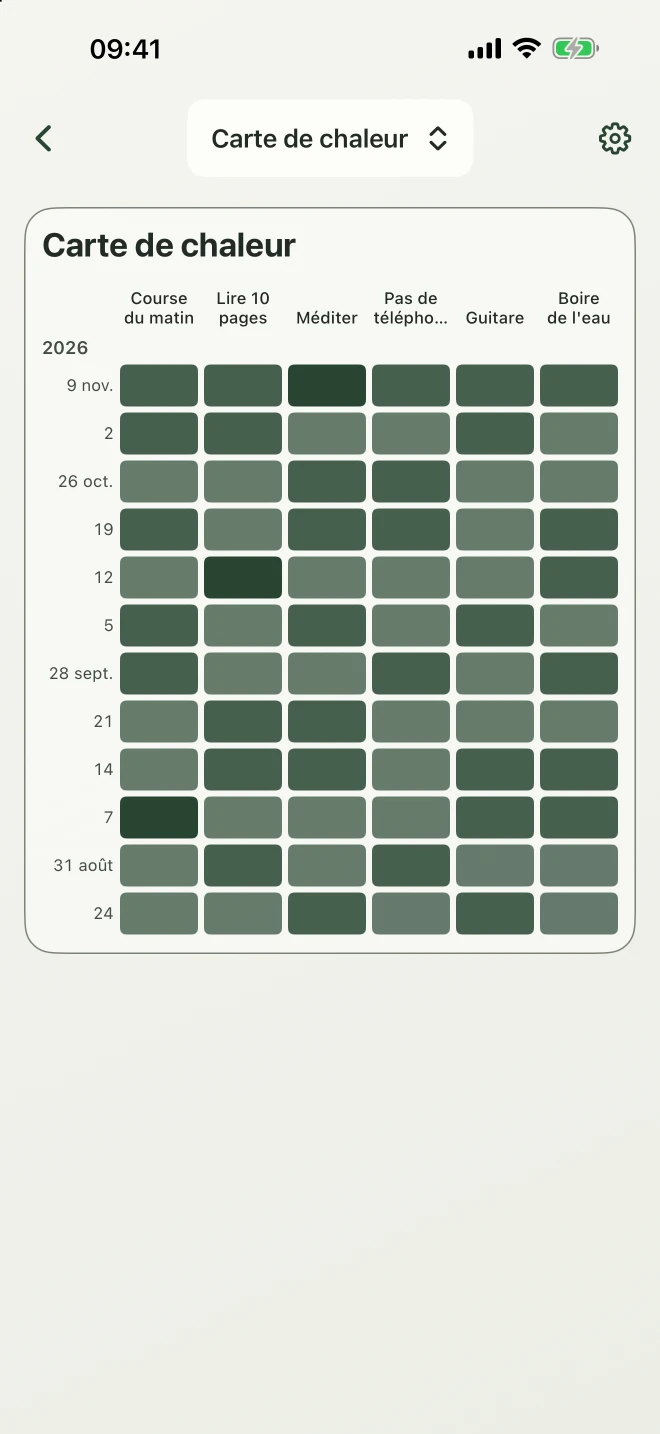 09:41
Carte de chaleur
Carte de chaleur
Course du matin
Lire 10 pages
Méditer
Pas de télépho...
Guitare
Boire de l'eau
2026
9 nov.
2
26 oct.
19
12
5
28 sept.
21
14
7
31 août
24